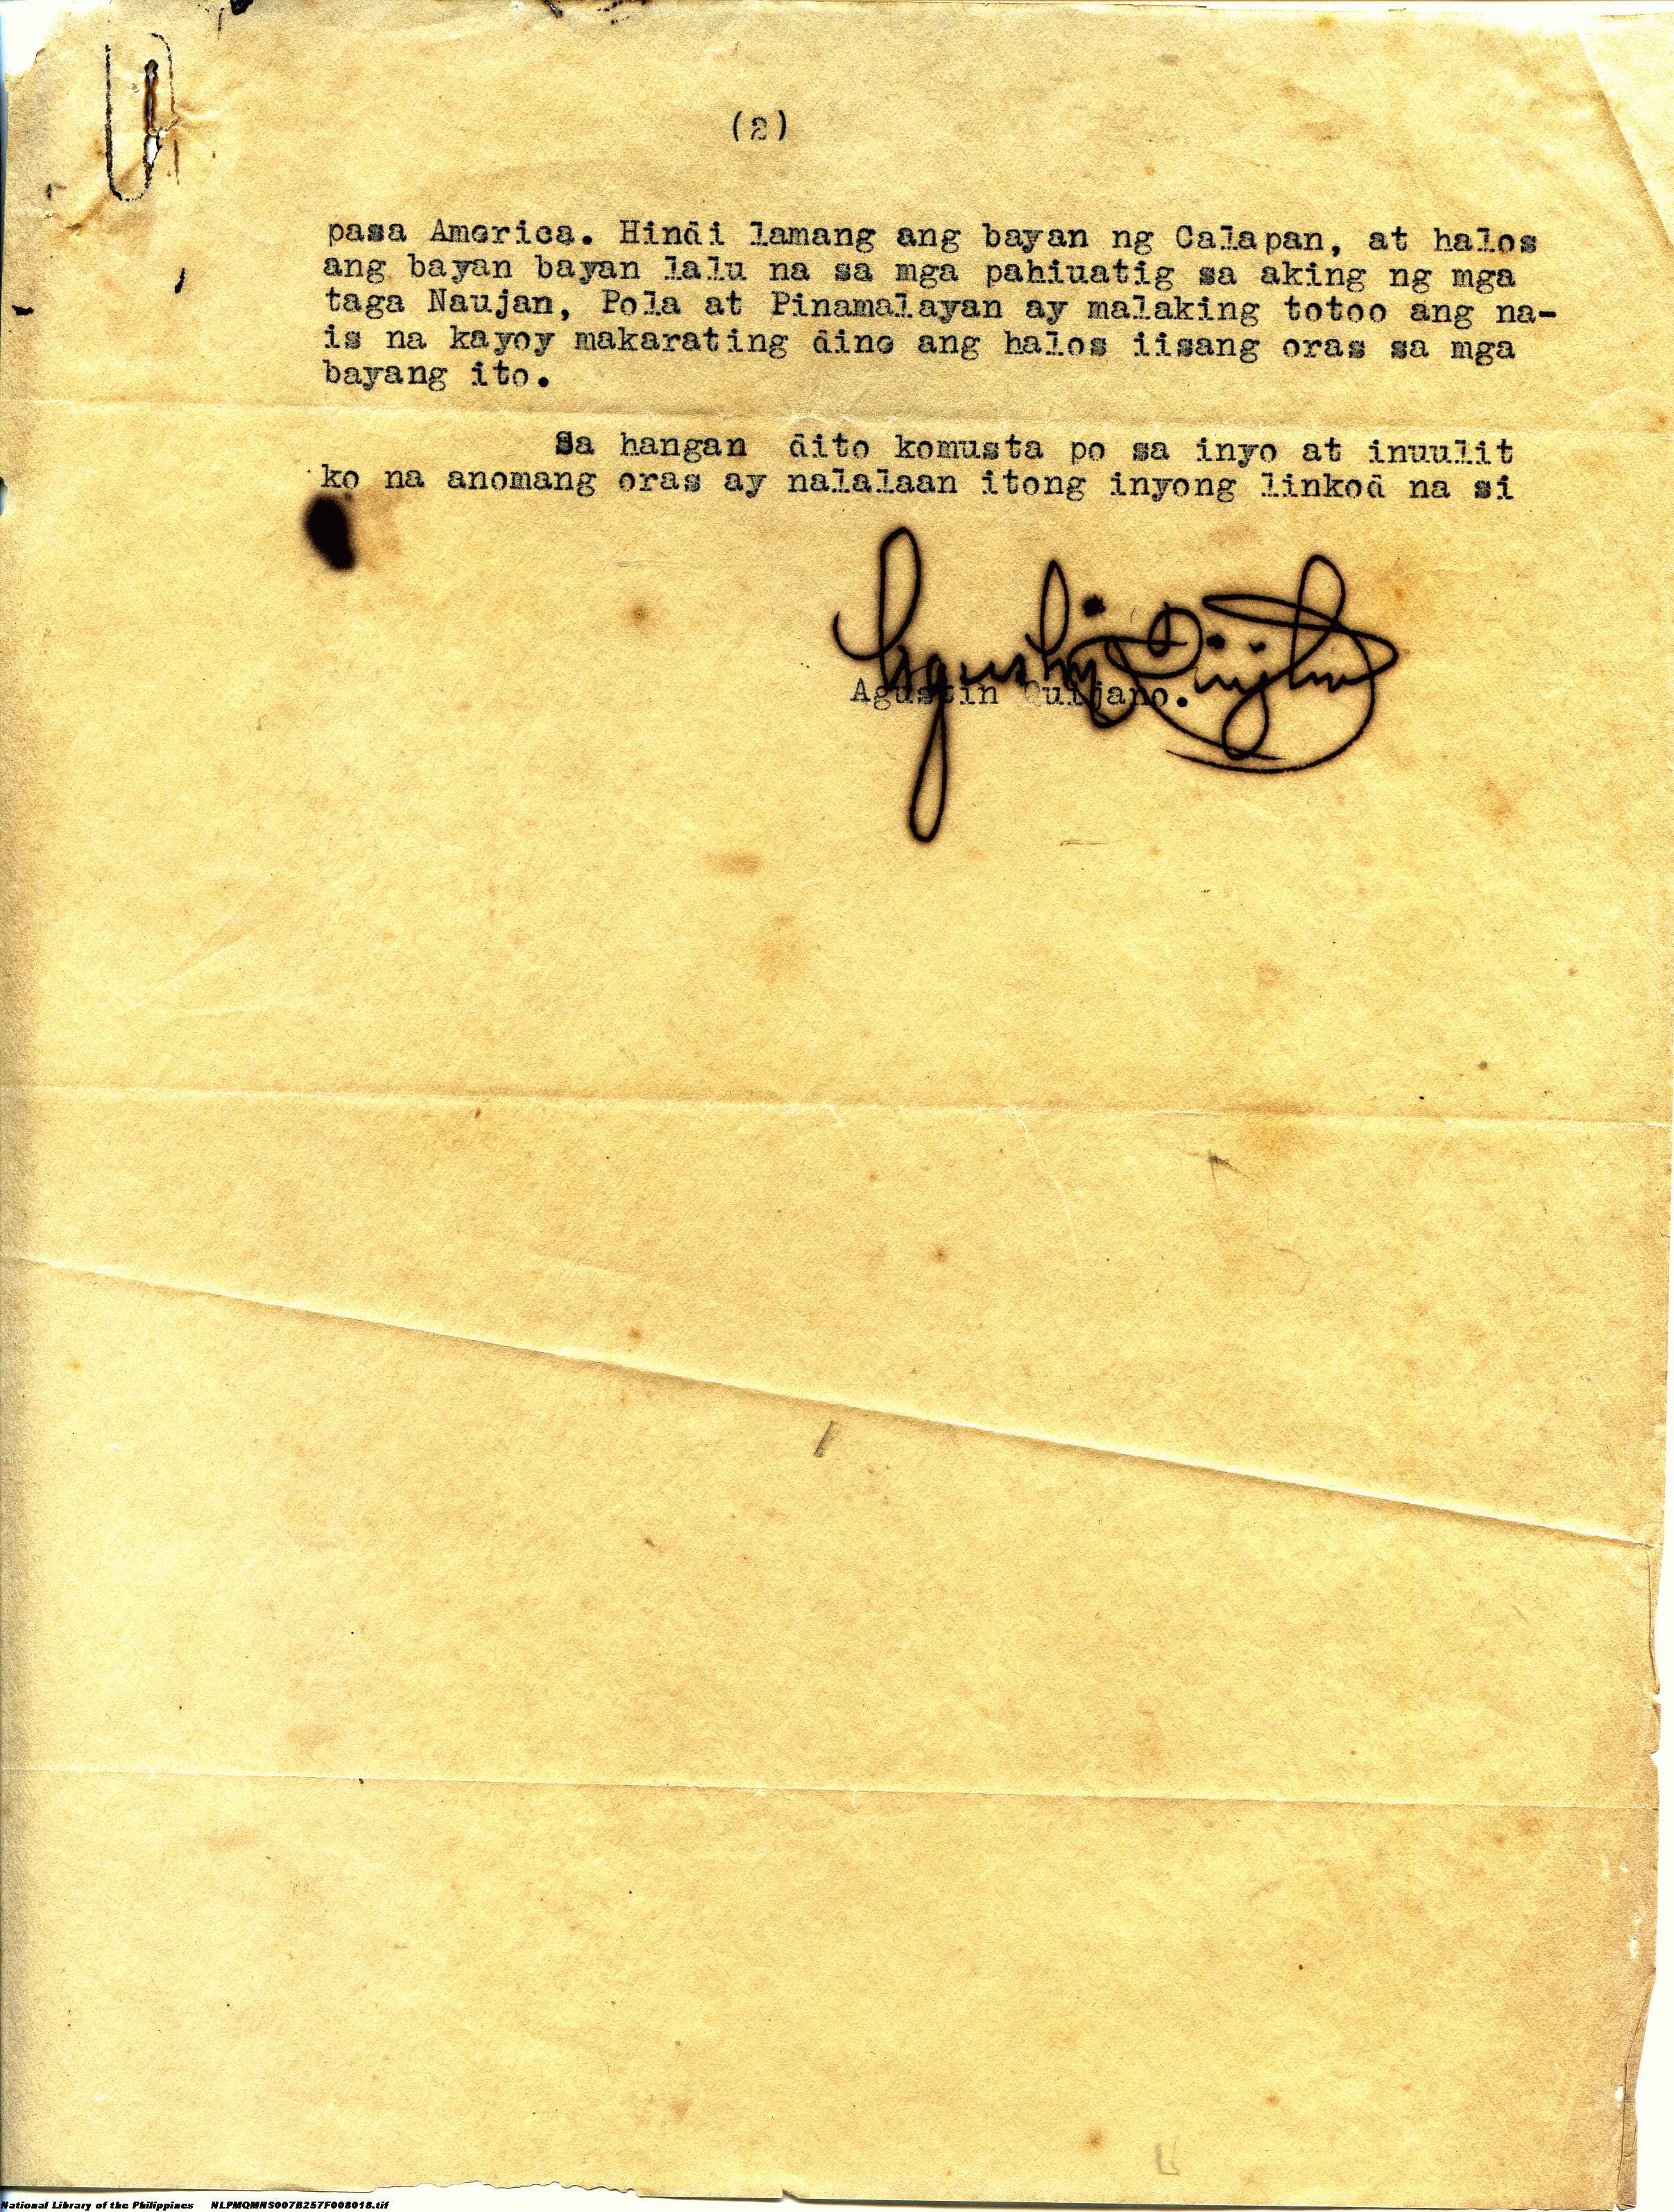 (2)
pasa America. Hindi lamang ang bayan ng Calapan, at halos
ang bayan bayan lalu na sa mga pahiuatig sa aking ng mga
taga Naujan, Pola at Pinamalayan ay malaking totoo ang na-
is na kayoy makarating dine ang halos iisang oras sa mga
bayang ito.
Sa hangan dito komusta po sa inyo at inuulit
ko na anomang oras ay nalalaan itong inyong linkod na si
Agustin Quijano
Agustin Quijano.
National Library of the Philippines NLPMQMNS007B257F008018.tif